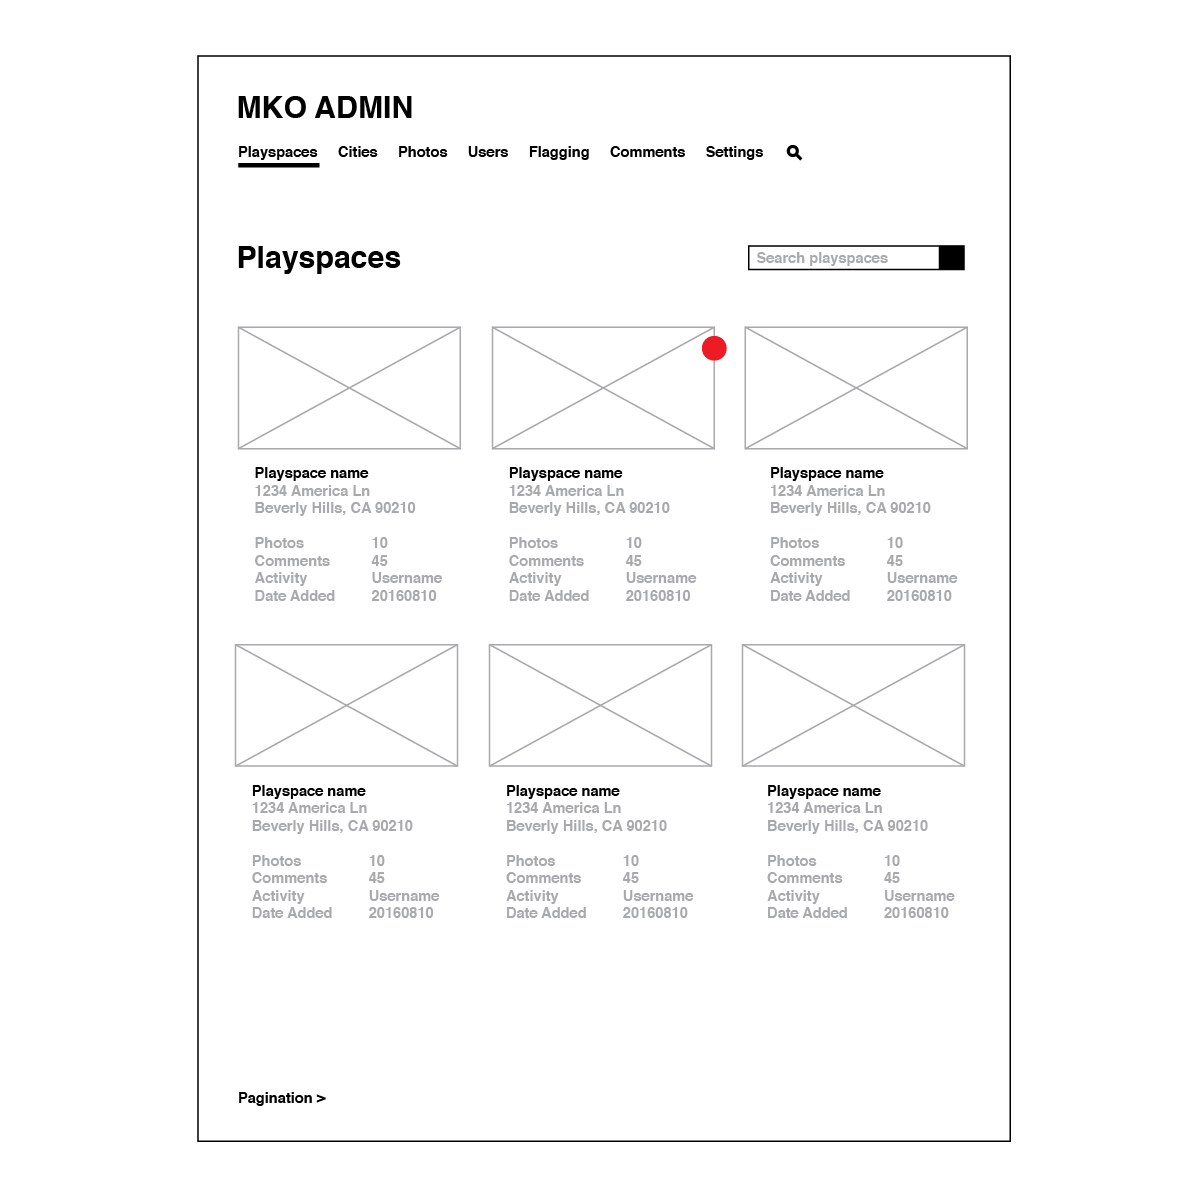 MKO ADMIN
Playspaces Cities Photos Users Flagging Comments Settings
Playspaces
Search playspaces
Playspace name
1234 America Ln
Beverly Hills, CA 90210
Photos 10
Comments 45
Activity Username
Date Added 20160810
Playspace name
1234 America Ln
Beverly Hills, CA 90210
Photos 10
Comments 45
Activity Username
Date Added 20160810
Playspace name
1234 America Ln
Beverly Hills, CA 90210
Photos 10
Comments 45
Activity Username
Date Added 20160810
Playspace name
1234 America Ln
Beverly Hills, CA 90210
Photos 10
Comments 45
Activity Username
Date Added 20160810
Playspace name
1234 America Ln
Beverly Hills, CA 90210
Photos 10
Comments 45
Activity Username
Date Added 20160810
Playspace name
1234 America Ln
Beverly Hills, CA 90210
Photos 10
Comments 45
Activity Username
Date Added 20160810
Pagination >